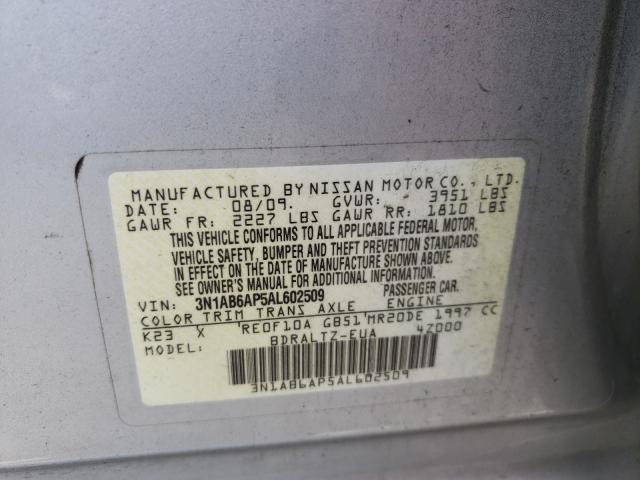 MANUFACTURED BY NISSAN MOTOR CO., LTD.
DATE: 08/09. GVWR: 3951 LBS
GAWR FR: 2227 LBS GAWR RR: 1810 LBS
THIS VEHICLE CONFORMS TO ALL APPLICABLE FEDERAL MOTOR
VEHICLE SAFETY, BUMPER AND THEFT PREVENTION STANDARDS
IN EFFECT ON THE DATE OF MANUFACTURE SHOWN ABOVE.
SEE OWNER'S MANUAL FOR ADDITIONAL INFORMATION.
VIN: 3N1AB6AP5AL602509 PASSENGER CAR.
COLOR TRIM TRANS AXLE ENGINE
K23 X RE0F10A GB51 MR20DE 1997 CC
MODEL: BDRALTZ-EUA 4Z000
3N1AB6AP5AL602509